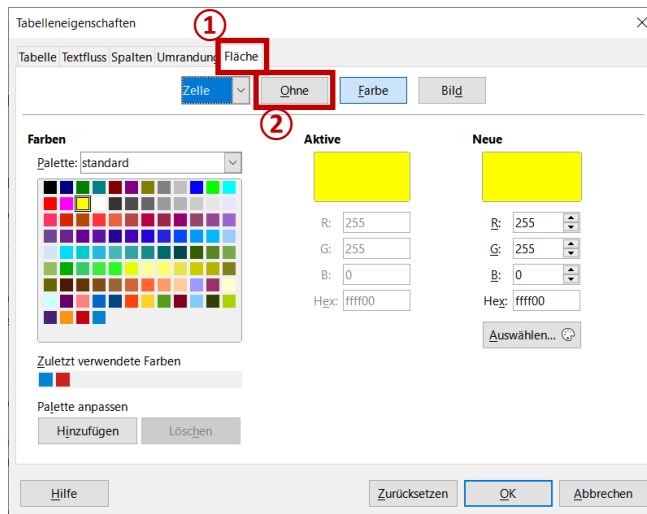 Tabelleneigenschaften
①
Tabelle Textfluss Spalten Umrandung Fläche
Zelle Ohne Farbe Bild
②
Farben Aktive Neue
Palette: standard
R: 255 R: 255
G: 255 G: 255
B: 0 B: 0
Hex: ffff00 Hex: ffff00
Auswählen...
Zuletzt verwendete Farben
Palette anpassen
Hinzufügen Löschen
Hilfe Zurücksetzen OK Abbrechen